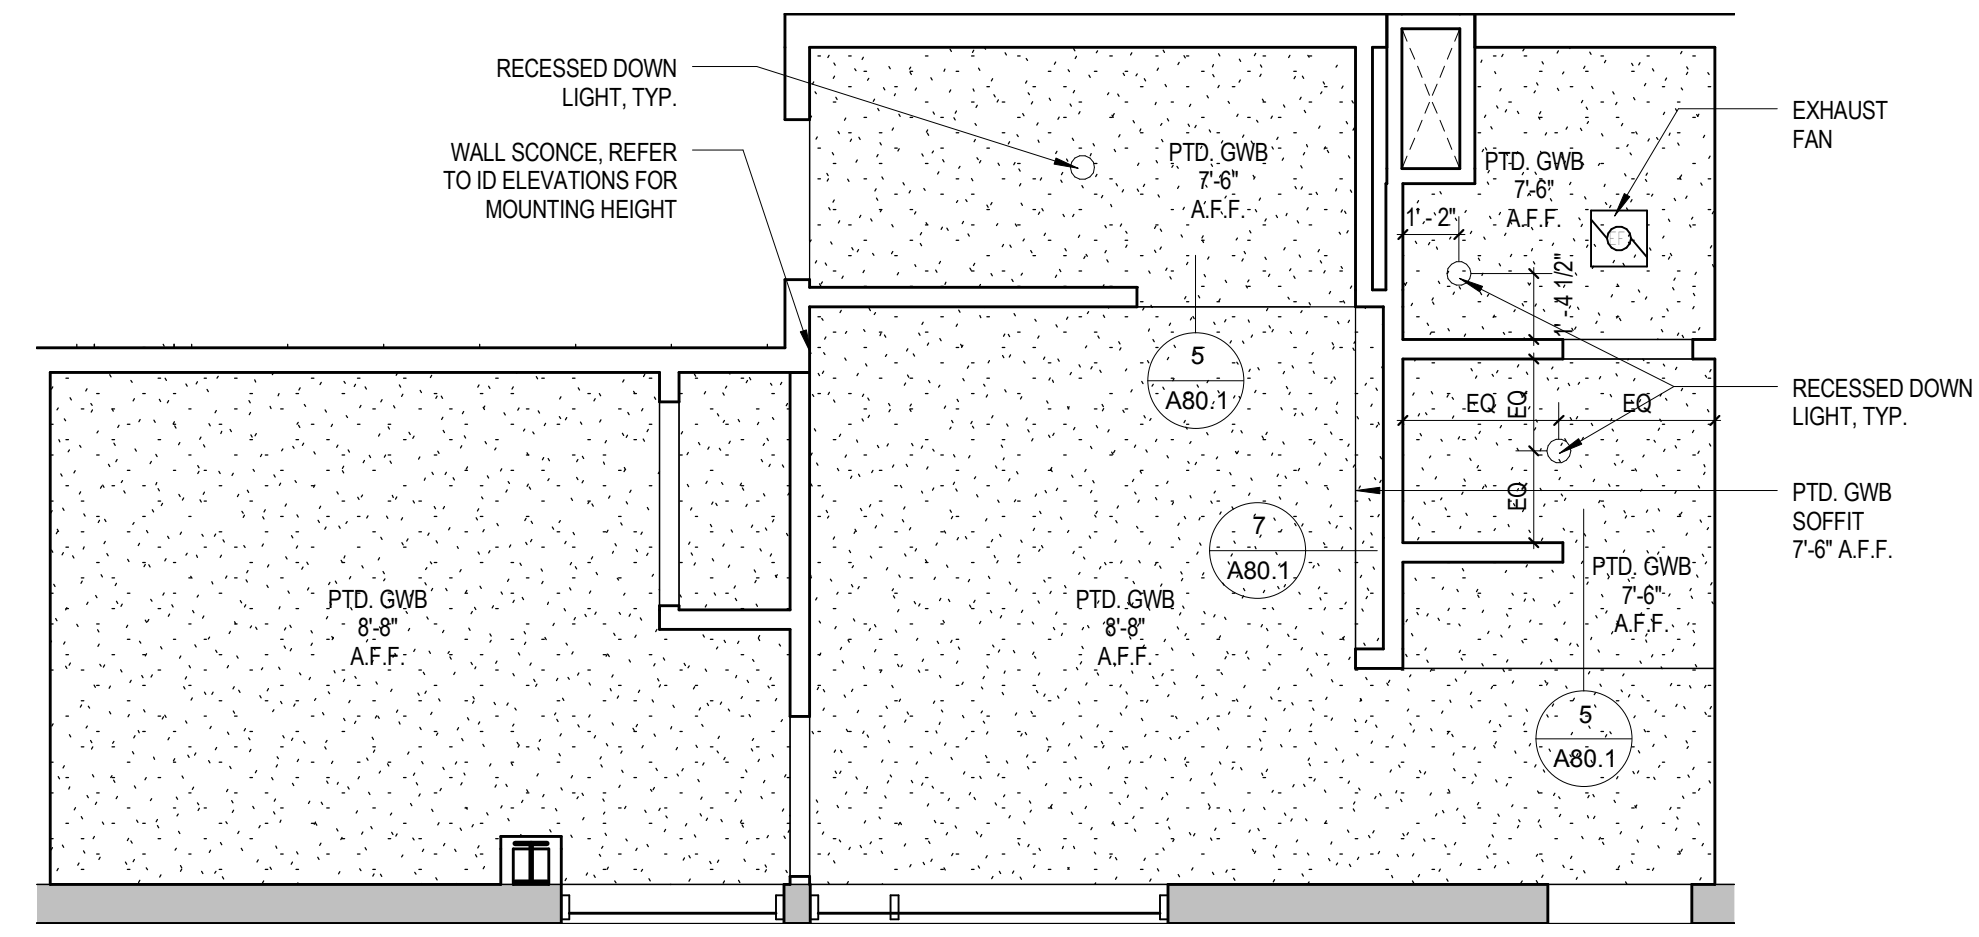 RECESSED DOWN
LIGHT, TYP.
WALL SCONCE, REFER
TO ID ELEVATIONS FOR
MOUNTING HEIGHT
PTD. GWB
7'-6"
A.F.F.
PTD. GWB
7'-6"
A.F.F.
EXHAUST
FAN
EF
1' - 2"
1' - 4 1/2"
5
A80.1
EQ
EQ
EQ
EQ
RECESSED DOWN
LIGHT, TYP.
PTD. GWB
SOFFIT
7'-6" A.F.F.
7
A80.1
PTD. GWB
8'-8"
A.F.F.
PTD. GWB
8'-8"
A.F.F.
PTD. GWB
7'-6"
A.F.F.
5
A80.1